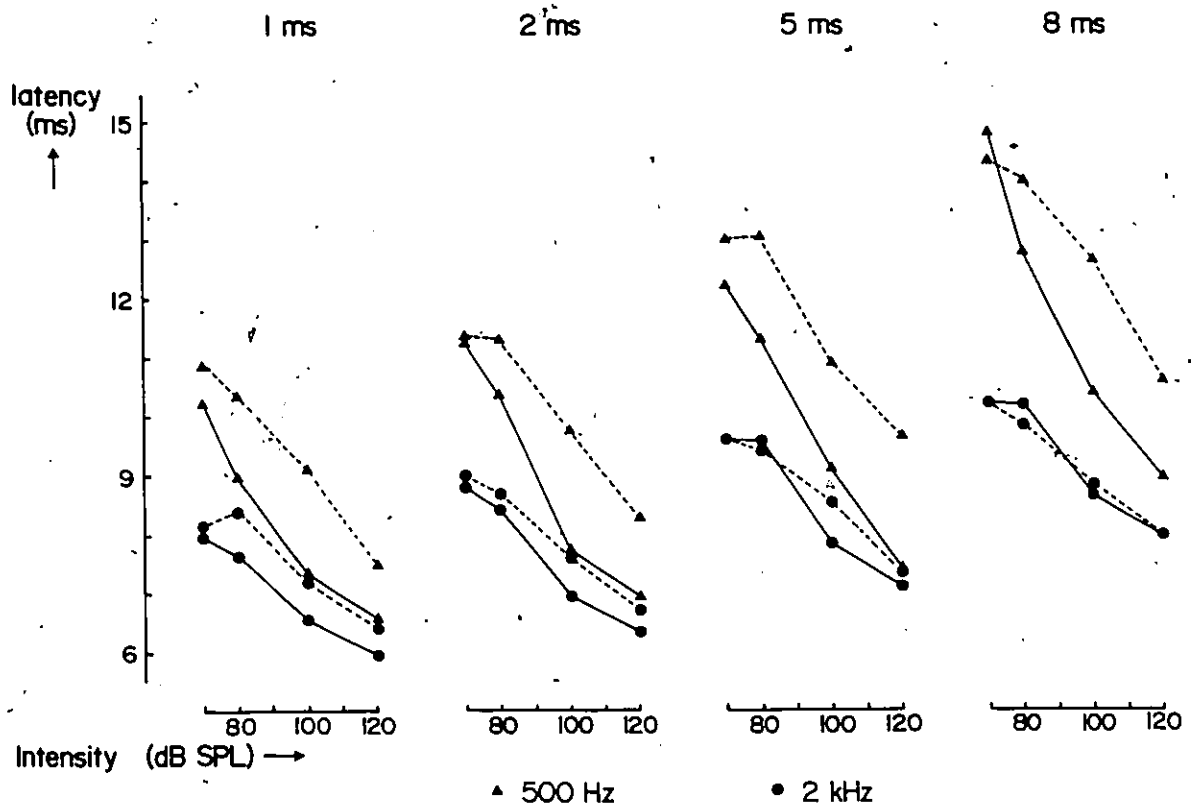 1 ms 2 ms 5 ms 8 ms
latency
(ms)
15
12
9
6
80 100 120 80 100 120 80 100 120 80 100 120
Intensity (dB SPL) →
▲ 500 Hz ● 2 kHz